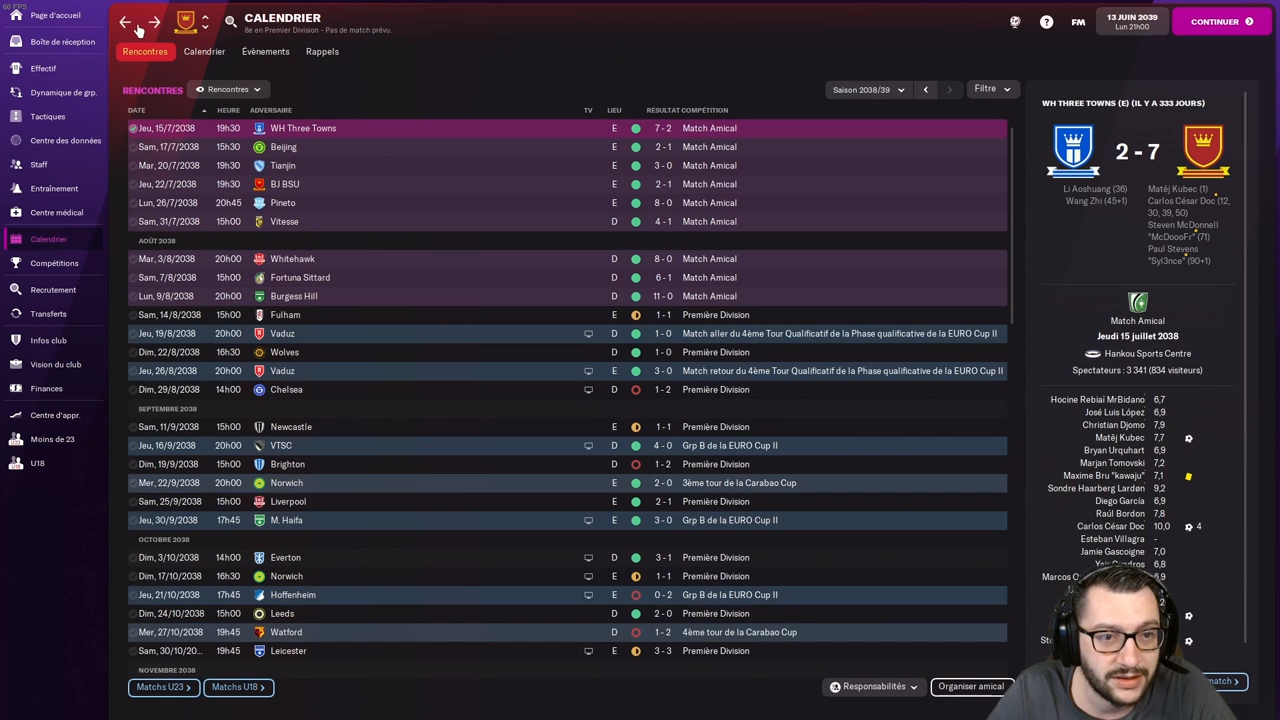 60 FPS
Page d'accueil
Boîte de réception
Effectif
Dynamique de grp.
Tactiques
Centre des données
Staff
Entraînement
Centre médical
Calendrier
Compétitions
Recrutement
Transferts
Infos club
Vision du club
Finances
Centre d'appr.
Moins de 23
U18
CALENDRIER
8e en Premier Division - Pas de match prévu.
FM
13 JUIN 2039
Lun 21h00
CONTINUER
Rencontres Calendrier Évènements Rappels
RENCONTRES Rencontres
Saison 2038/39 Filtre
DATE HEURE ADVERSAIRE TV LIEU RÉSULTAT COMPÉTITION
Jeu, 15/7/2038 19h30 WH Three Towns E 7 - 2 Match Amical
Sam, 17/7/2038 15h30 Beijing E 2 - 1 Match Amical
Mar, 20/7/2038 19h30 Tianjin E 3 - 0 Match Amical
Jeu, 22/7/2038 19h30 BJ BSU E 2 - 1 Match Amical
Lun, 26/7/2038 20h45 Pineto E 8 - 0 Match Amical
Sam, 31/7/2038 15h00 Vitesse D 4 - 1 Match Amical
AOÛT 2038
Mar, 3/8/2038 20h00 Whitehawk D 8 - 0 Match Amical
Sam, 7/8/2038 15h00 Fortuna Sittard D 6 - 1 Match Amical
Lun, 9/8/2038 20h00 Burgess Hill D 11 - 0 Match Amical
Sam, 14/8/2038 15h00 Fulham E 1 - 1 Première Division
Jeu, 19/8/2038 20h00 Vaduz D 1 - 0 Match aller du 4ème Tour Qualificatif de la Phase qualificative de la EURO Cup II
Dim, 22/8/2038 16h30 Wolves D 1 - 0 Première Division
Jeu, 26/8/2038 20h00 Vaduz E 3 - 0 Match retour du 4ème Tour Qualificatif de la Phase qualificative de la EURO Cup II
Dim, 29/8/2038 14h00 Chelsea D 1 - 2 Première Division
SEPTEMBRE 2038
Sam, 11/9/2038 15h00 Newcastle E 1 - 1 Première Division
Jeu, 16/9/2038 20h00 VTSC D 4 - 0 Grp B de la EURO Cup II
Dim, 19/9/2038 15h00 Brighton D 1 - 2 Première Division
Mer, 22/9/2038 20h00 Norwich E 2 - 0 3ème tour de la Carabao Cup
Sam, 25/9/2038 15h00 Liverpool E 2 - 1 Première Division
Jeu, 30/9/2038 17h45 M. Haifa E 3 - 0 Grp B de la EURO Cup II
OCTOBRE 2038
Dim, 3/10/2038 14h00 Everton D 3 - 1 Première Division
Dim, 17/10/2038 16h30 Norwich E 1 - 1 Première Division
Jeu, 21/10/2038 17h45 Hoffenheim E 0 - 2 Grp B de la EURO Cup II
Dim, 24/10/2038 15h00 Leeds D 2 - 0 Première Division
Mer, 27/10/2038 19h45 Watford D 1 - 2 4ème tour de la Carabao Cup
Sam, 30/10/20... 19h45 Leicester E 3 - 3 Première Division
NOVEMBRE 2038
Matchs U23 Matchs U18
Responsabilités Organiser amical
WH THREE TOWNS (E) (IL Y A 333 JOURS)
2 - 7
Li Aoshuang (36)
Wang Zhi (45+1)
Matěj Kubec (1)
Carlos César Doc (12,
30, 39, 50)
Steven McDonnell
"McDoooFr" (71)
Paul Stevens
"Syl3nce" (90+1)
Match Amical
Jeudi 15 juillet 2038
Hankou Sports Centre
Spectateurs : 3 341 (834 visiteurs)
Hocine Rebiaï MrBidano 6,7
José Luis López 6,9
Christian Djomo 7,9
Matěj Kubec 7,7
Bryan Urquhart 6,9
Marjan Tomovski 7,2
Maxime Bru "kawaju" 7,1
Sondre Haarberg Lardøn 9,2
Diego García 6,9
Raúl Bordon 7,8
Carlos César Doc 10,0 4
Esteban Villagra -
Jamie Gascoigne 7,0
6,8
Marcos 6,9
match